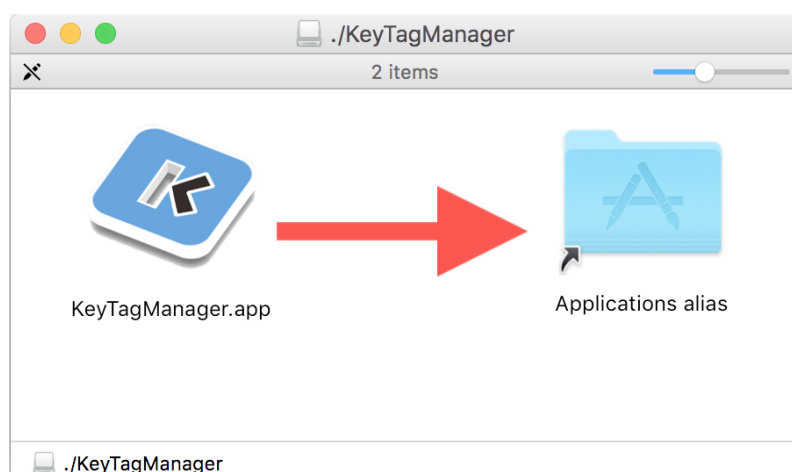 ./KeyTagManager
2 items
K
KeyTagManager.app
Applications alias
./KeyTagManager